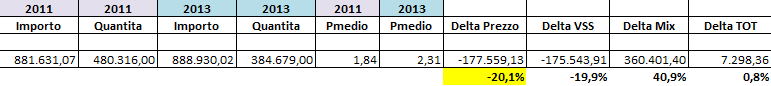 2011 2011 2013 2013 2011 2013
Importo Quantita Importo Quantita Pmedio Pmedio Delta Prezzo Delta VSS Delta Mix Delta TOT
881.631,07 480.316,00 888.930,02 384.679,00 1,84 2,31 -177.559,13 -175.543,91 360.401,40 7.298,36
-20,1% -19,9% 40,9% 0,8%